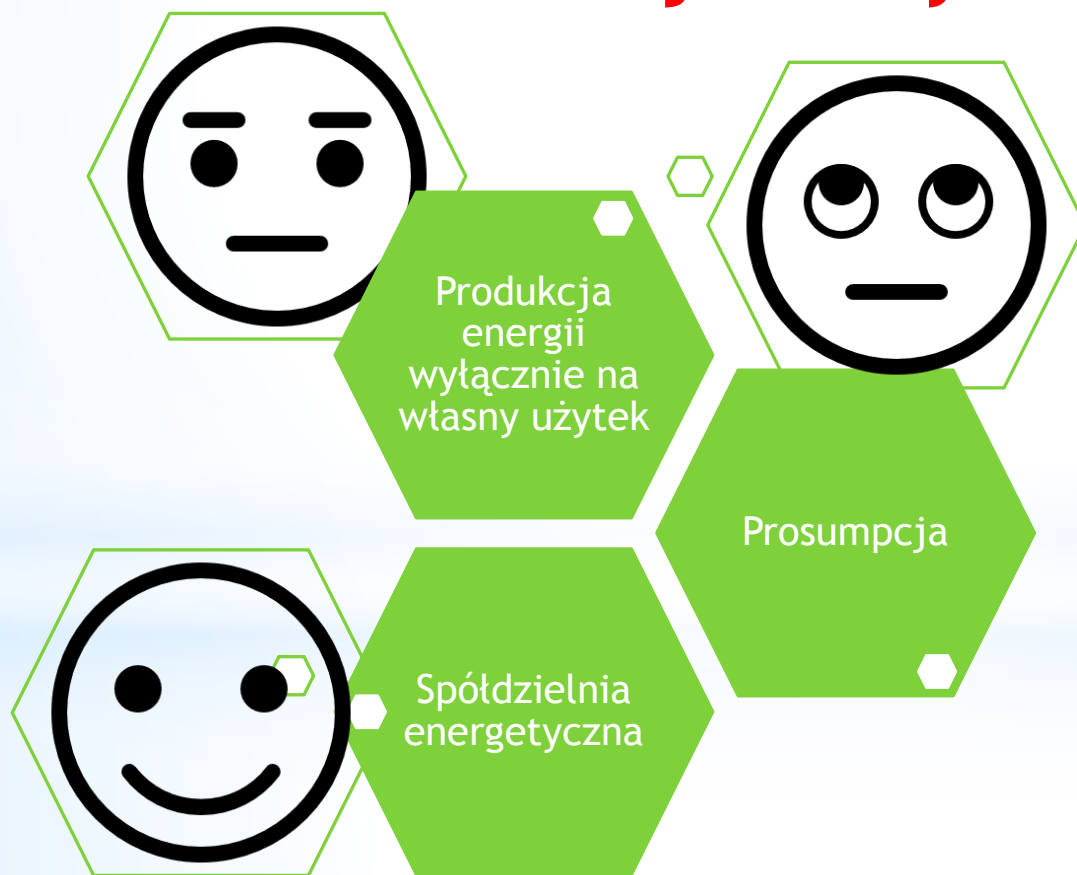 Produkcja
energii
wyłącznie na
własny użytek
Prosumpcja
Spółdzielnia
energetyczna